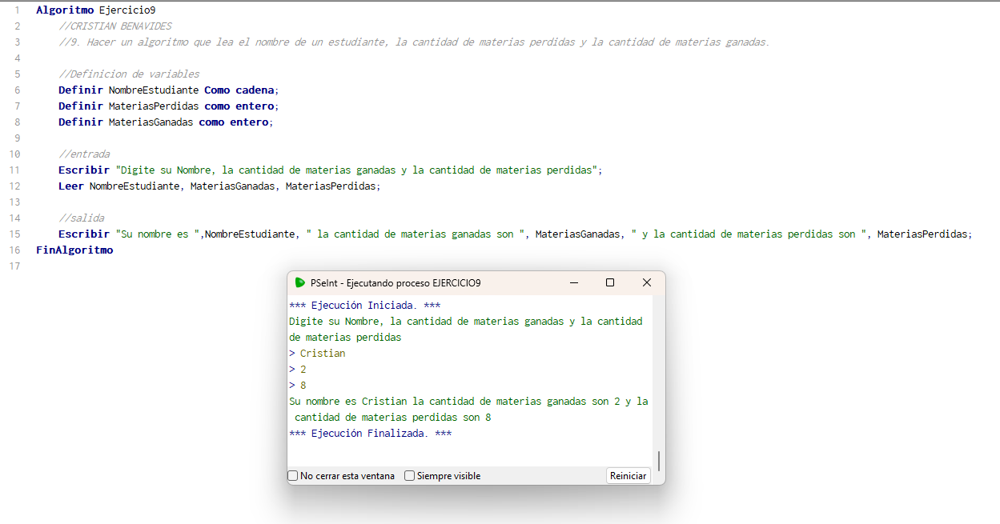 1 Algoritmo Ejercicio9
2 //CRISTIAN BENAVIDES
3 //9. Hacer un algoritmo que lea el nombre de un estudiante, la cantidad de materias perdidas y la cantidad de materias ganadas.
4
5 //Definicion de variables
6 Definir NombreEstudiante Como cadena;
7 Definir MateriasPerdidas como entero;
8 Definir MateriasGanadas como entero;
9
10 //entrada
11 Escribir "Digite su Nombre, la cantidad de materias ganadas y la cantidad de materias perdidas";
12 Leer NombreEstudiante, MateriasGanadas, MateriasPerdidas;
13
14 //salida
15 Escribir "Su nombre es ",NombreEstudiante, " la cantidad de materias ganadas son ", MateriasGanadas, " y la cantidad de materias perdidas son ", MateriasPerdidas;
16 FinAlgoritmo
17
PSeInt - Ejecutando proceso EJERCICIO9
*** Ejecución Iniciada. ***
Digite su Nombre, la cantidad de materias ganadas y la cantidad
de materias perdidas
> Cristian
> 2
> 8
Su nombre es Cristian la cantidad de materias ganadas son 2 y la
cantidad de materias perdidas son 8
*** Ejecución Finalizada. ***
No cerrar esta ventana Siempre visible Reiniciar